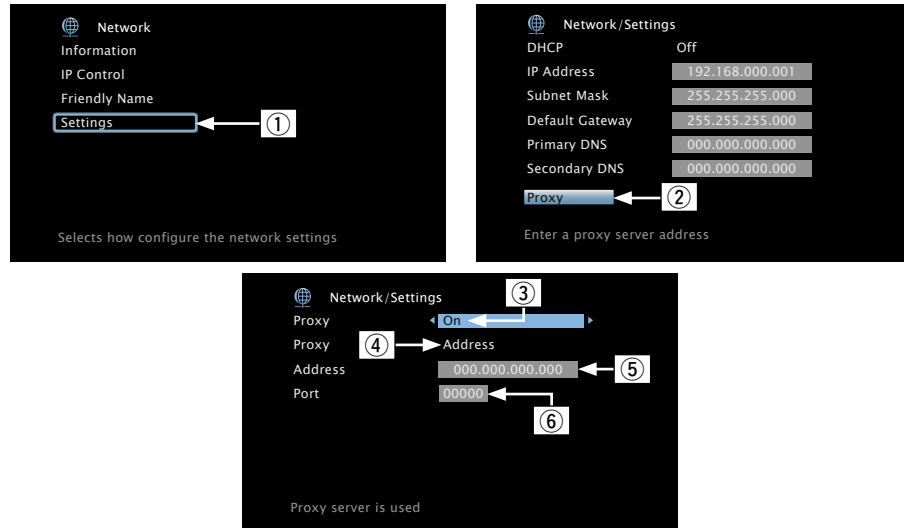 Network
Information
IP Control
Friendly Name
Settings
①
Selects how configure the network settings
Network/Settings
DHCP Off
IP Address 192.168.000.001
Subnet Mask 255.255.255.000
Default Gateway 255.255.255.000
Primary DNS 000.000.000.000
Secondary DNS 000.000.000.000
Proxy ②
Enter a proxy server address
Network/Settings ③
Proxy On
Proxy ④ Address
Address 000.000.000.000 ⑤
Port 00000
⑥
Proxy server is used